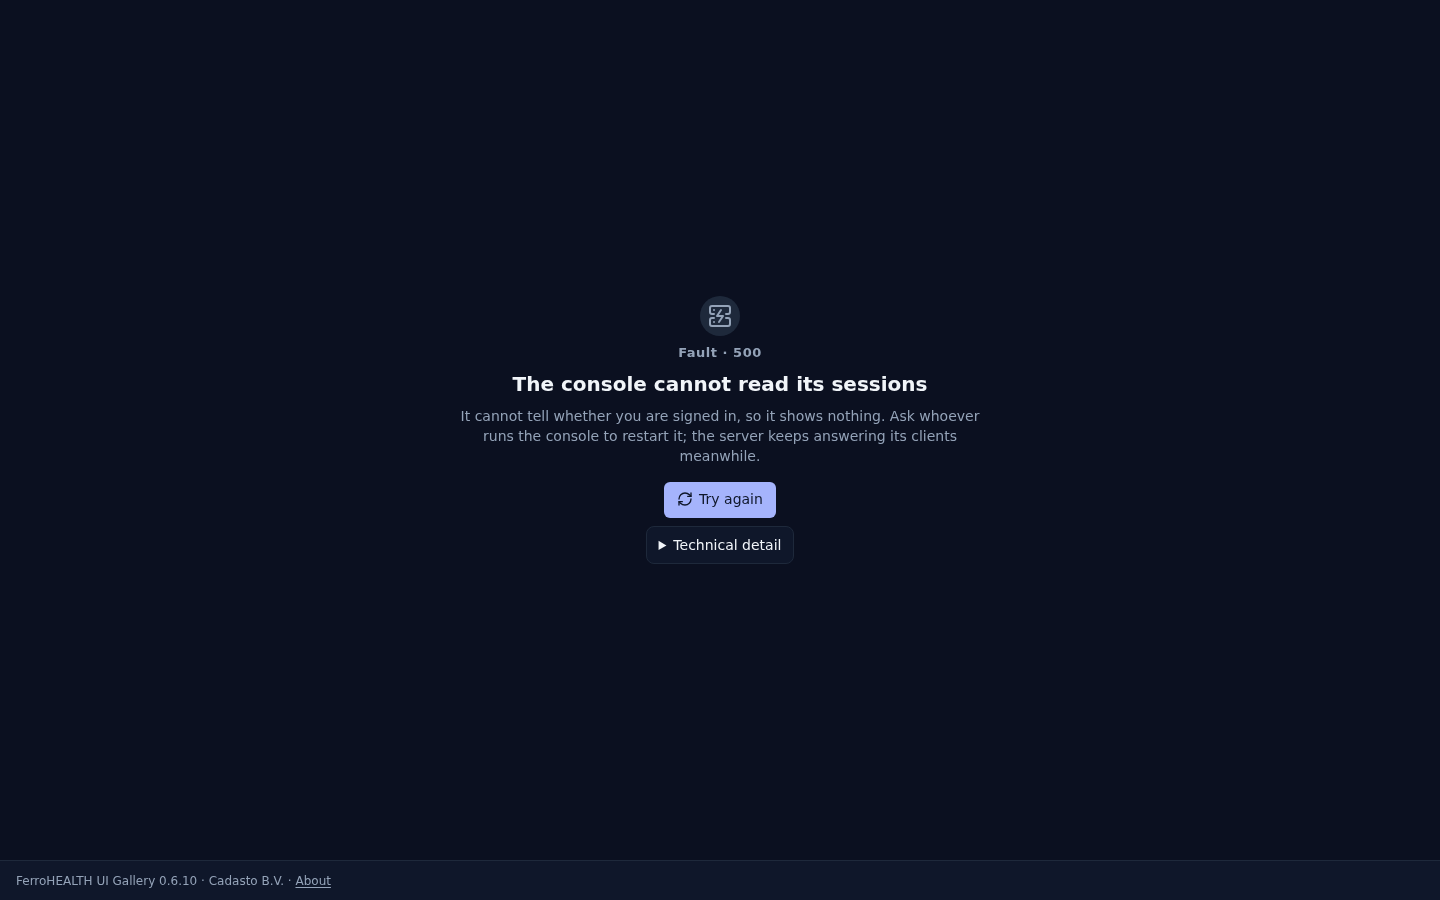 Fault · 500
The console cannot read its sessions
It cannot tell whether you are signed in, so it shows nothing. Ask whoever
runs the console to restart it; the server keeps answering its clients
meanwhile.
Try again
Technical detail
FerroHEALTH UI Gallery 0.6.10 · Cadasto B.V. · About